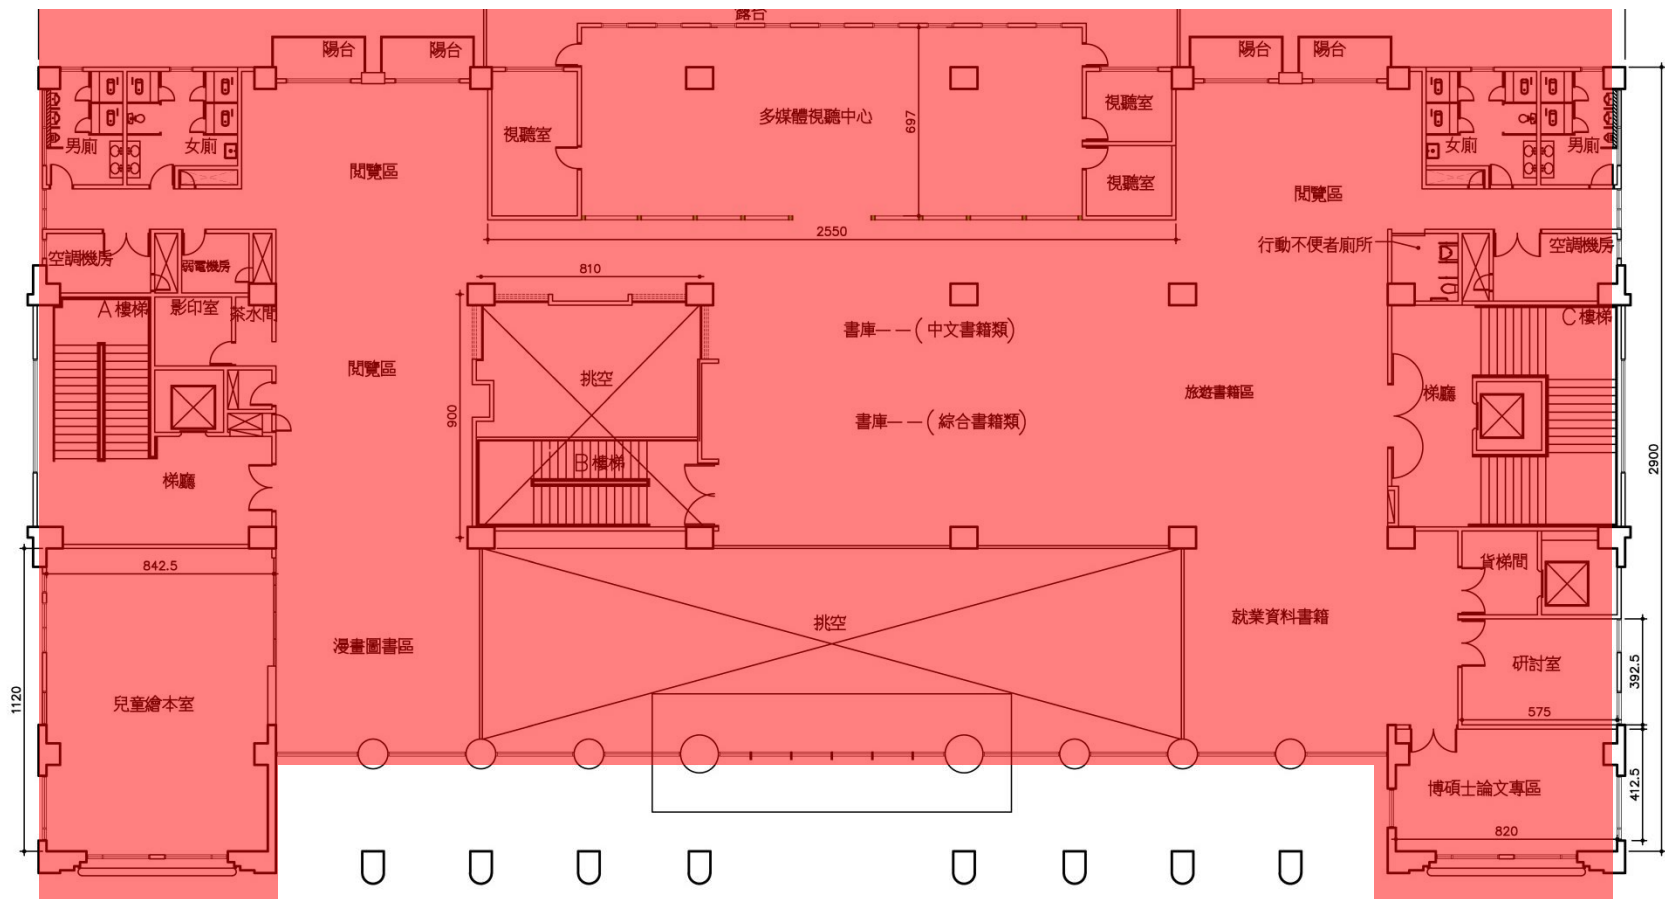 露台
陽台
陽台
陽台
陽台
男廁
女廁
視聽室
多媒體視聽中心
697
視聽室
視聽室
女廁
男廁
閱覽區
閱覽區
2550
空調機房
弱電機房
810
行動不便者廁所
空調機房
A樓梯
影印室
茶水間
書庫——(中文書籍類)
C樓梯
閱覽區
挑空
旅遊書籍區
梯廳
900
書庫——(綜合書籍類)
2900
梯廳
B樓梯
842.5
貨梯間
挑空
就業資料書籍
漫畫圖書區
研討室
392.5
1120
兒童繪本室
575
博碩士論文專區
412.5
820